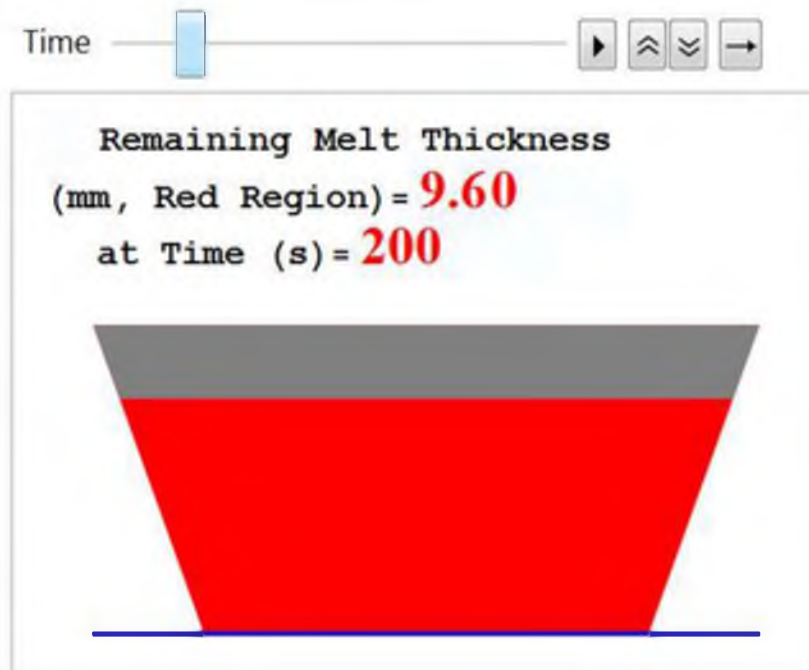 Time
Remaining Melt Thickness
(mm, Red Region)= 9.60
at Time (s)= 200